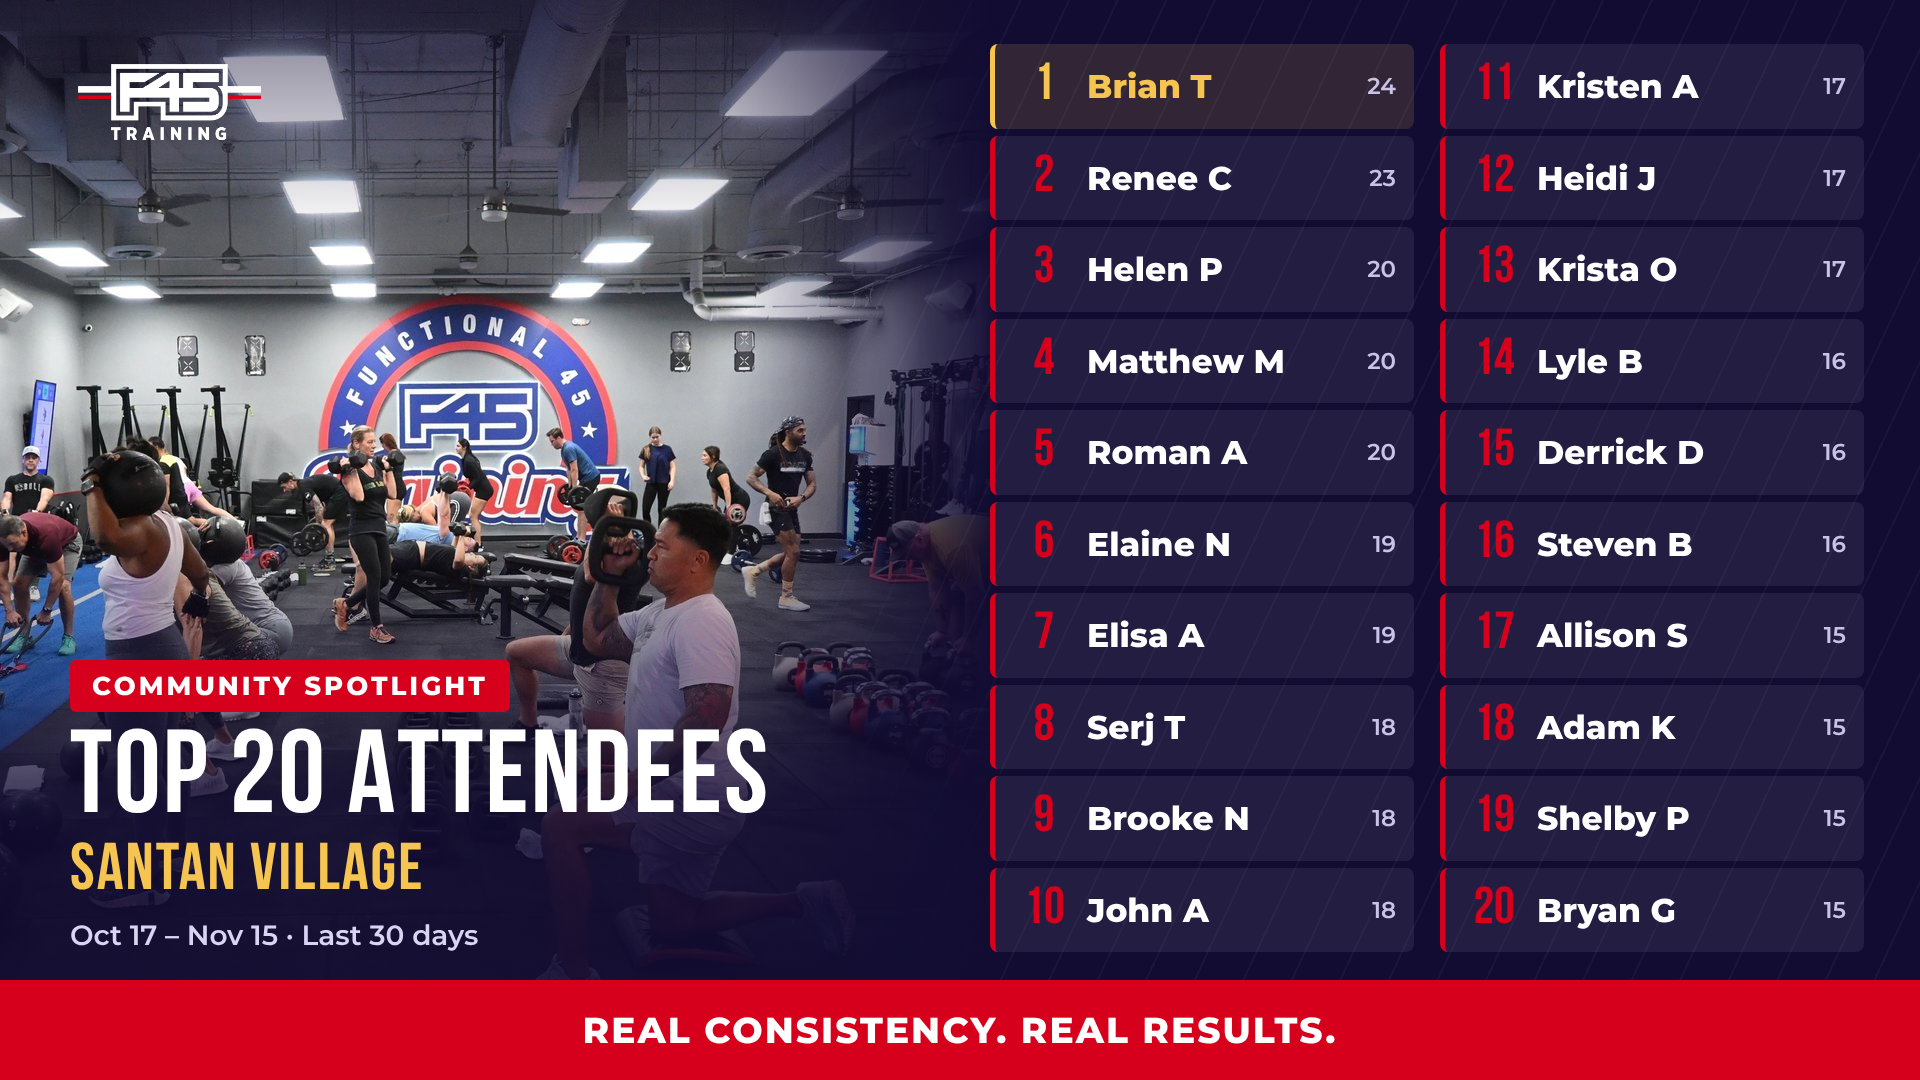 F45
TRAINING
FUNCTIONAL 45
F45
Training
COMMUNITY SPOTLIGHT
TOP 20 ATTENDEES
SANTAN VILLAGE
Oct 17 – Nov 15 · Last 30 days
1 Brian T 24
2 Renee C 23
3 Helen P 20
4 Matthew M 20
5 Roman A 20
6 Elaine N 19
7 Elisa A 19
8 Serj T 18
9 Brooke N 18
10 John A 18
11 Kristen A 17
12 Heidi J 17
13 Krista O 17
14 Lyle B 16
15 Derrick D 16
16 Steven B 16
17 Allison S 15
18 Adam K 15
19 Shelby P 15
20 Bryan G 15
REAL CONSISTENCY. REAL RESULTS.